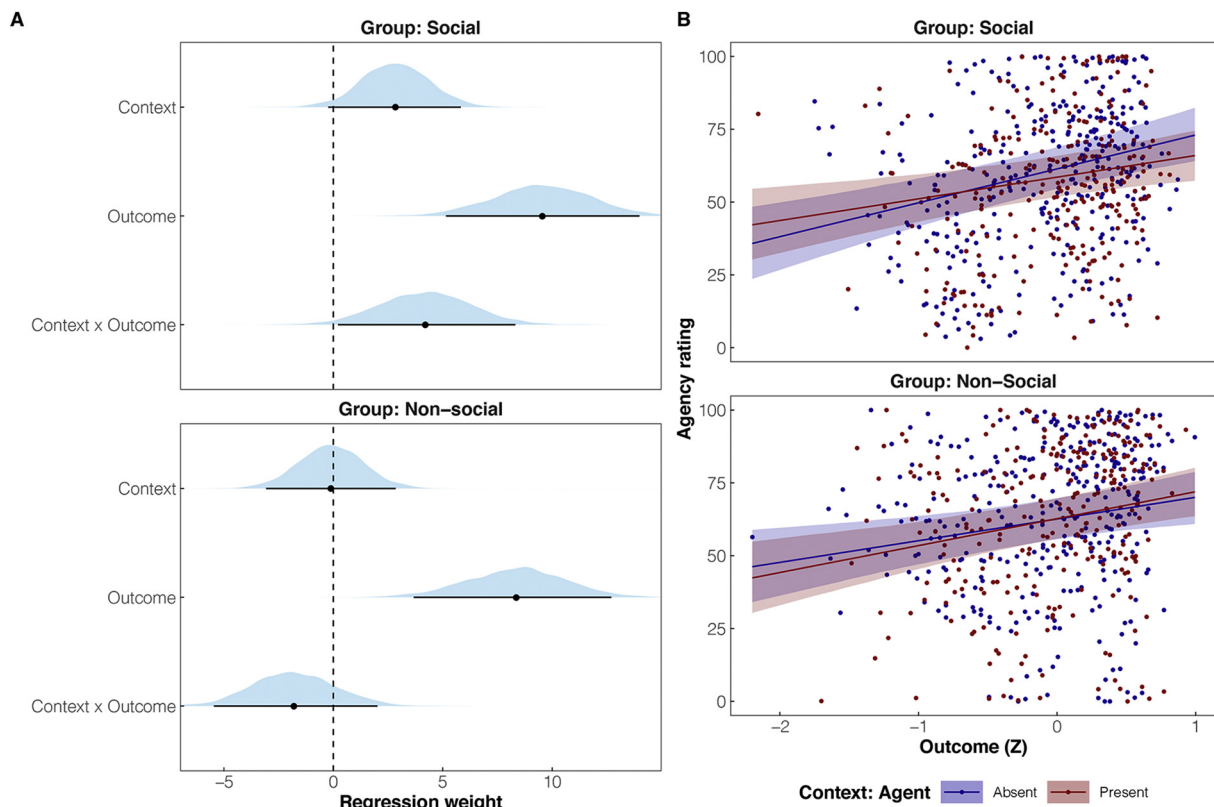 A
Group: Social
Context
Outcome
Context x Outcome
Group: Non-social
Context
Outcome
Context x Outcome
-5
0
5
10
Regression weight
B
Group: Social
100
75
50
25
0
Group: Non-Social
100
75
50
25
0
Agency rating
-2
-1
0
1
Outcome (Z)
Context: Agent
Absent
Present